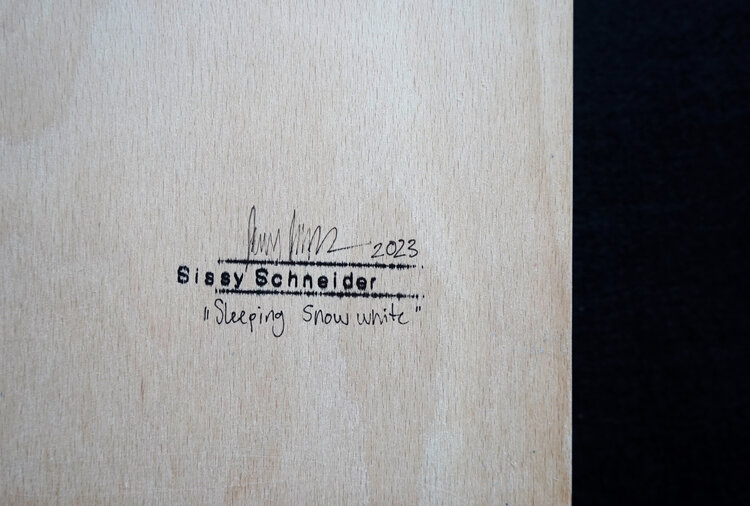 2023
Sissy Schneider
"Sleeping Snow white"